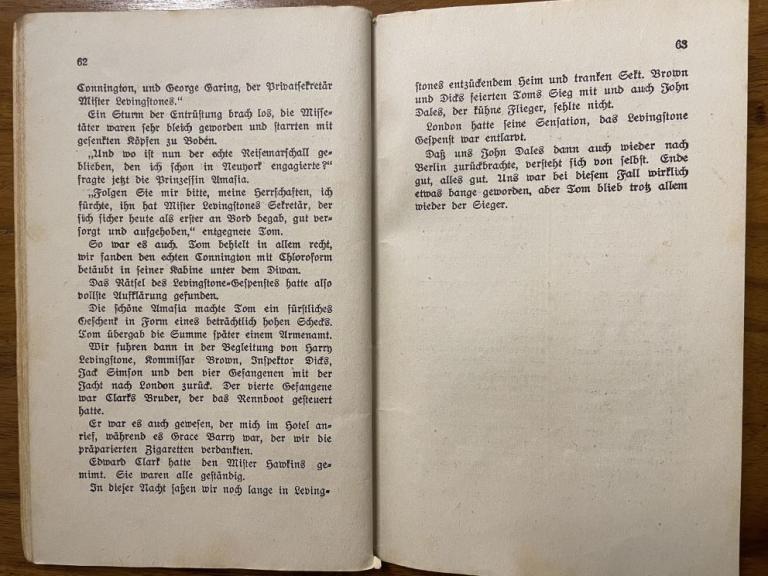 62
Connington, und George Garing, der Privatsekretär
Mister Levingstones.“
Ein Sturm der Entrüstung brach los, die Misse-
täter waren sehr bleich geworden und starrten mit
gesenkten Köpfen zu Boden.
„Und wo ist nun der echte Reisemarschall ge-
blieben, den ich schon in Neuyork engagierte?“
fragte jetzt die Prinzessin Amasia.
„Folgen Sie mir bitte, meine Herrschaften, ich
fürchte, ihn hat Mister Levingstones Sekretär, der
sich sicher heute als erster an Bord begab, gut ver-
sorgt und aufgehoben,“ entgegnete Tom.
So war es auch. Tom behielt in allem recht,
wir fanden den echten Connington mit Chloroform
betäubt in seiner Kabine unter dem Diwan.
Das Rätsel des Levingstone-Gespenstes hatte also
vollste Aufklärung gefunden.
Die schöne Amasia machte Tom ein fürstliches
Geschenk in Form eines beträchtlich hohen Schecks.
Tom übergab die Summe später einem Armenamt.
Wir fuhren dann in der Begleitung von Harry
Levingstone, Kommissar Brown, Inspektor Dicks,
Jack Simson und den vier Gefangenen mit der
Jacht nach London zurück. Der vierte Gefangene
war Clarks Bruder, der das Rennboot gesteuert
hatte.
Er war es auch gewesen, der mich im Hotel an-
rief, während es Grace Barry war, der wir die
präparierten Zigaretten verdankten.
Edward Clark hatte den Mister Hawkins ge-
mimt. Sie waren alle geständig.
In dieser Nacht saßen wir noch lange in Leving-
63
stones entzückendem Heim und tranken Sekt. Brown
und Dicks feierten Toms Sieg mit und auch John
Dales, der kühne Flieger, fehlte nicht.
London hatte seine Sensation, das Levingstone
Gespenst war entlarvt.
Daß uns John Dales dann auch wieder nach
Berlin zurückbrachte, versteht sich von selbst. Ende
gut, alles gut. Uns war bei diesem Fall wirklich
etwas bange geworden, aber Tom blieb trotz allem
wieder der Sieger.